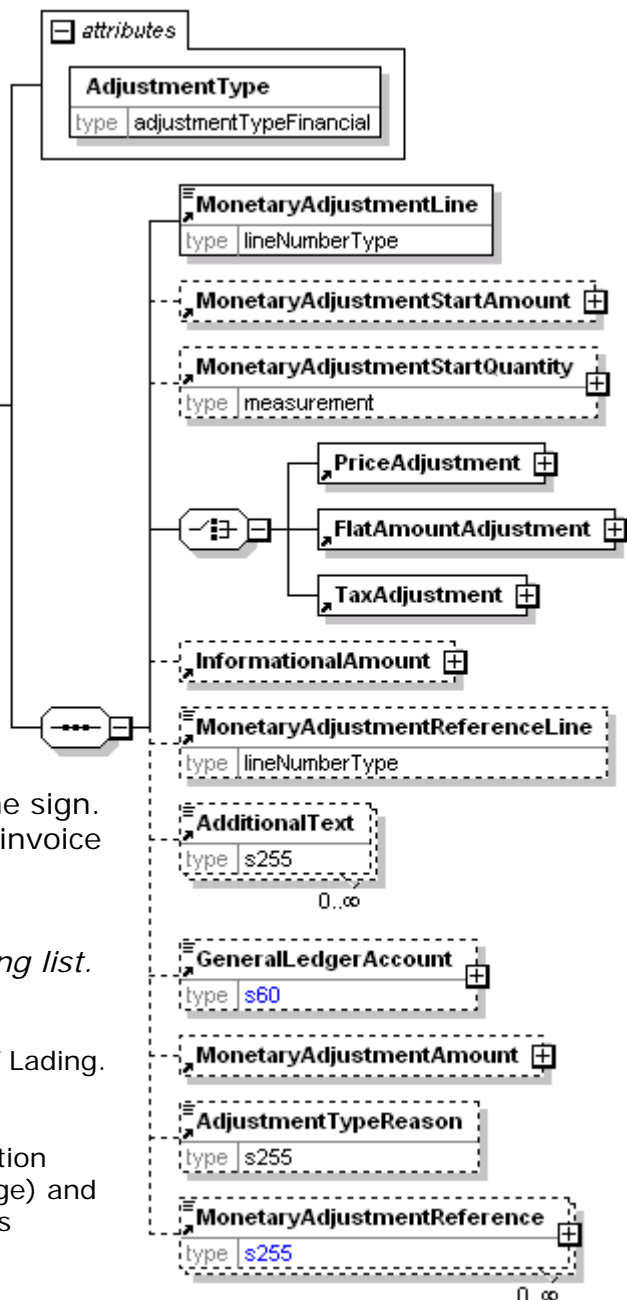 attributes
AdjustmentType
type adjustmentTypeFinancial
MonetaryAdjustmentLine
type lineNumberType
MonetaryAdjustmentStartAmount
MonetaryAdjustmentStartQuantity
type measurement
PriceAdjustment
FlatAmountAdjustment
TaxAdjustment
InformationalAmount
MonetaryAdjustmentReferenceLine
type lineNumberType
ne sign.
invoice
AdditionalText
type s255
0..∞
ng list.
GeneralLedgerAccount
type s60
Lading.
MonetaryAdjustmentAmount
AdjustmentTypeReason
type s255
tion
ge) and
s
MonetaryAdjustmentReference
type s255
0..∞